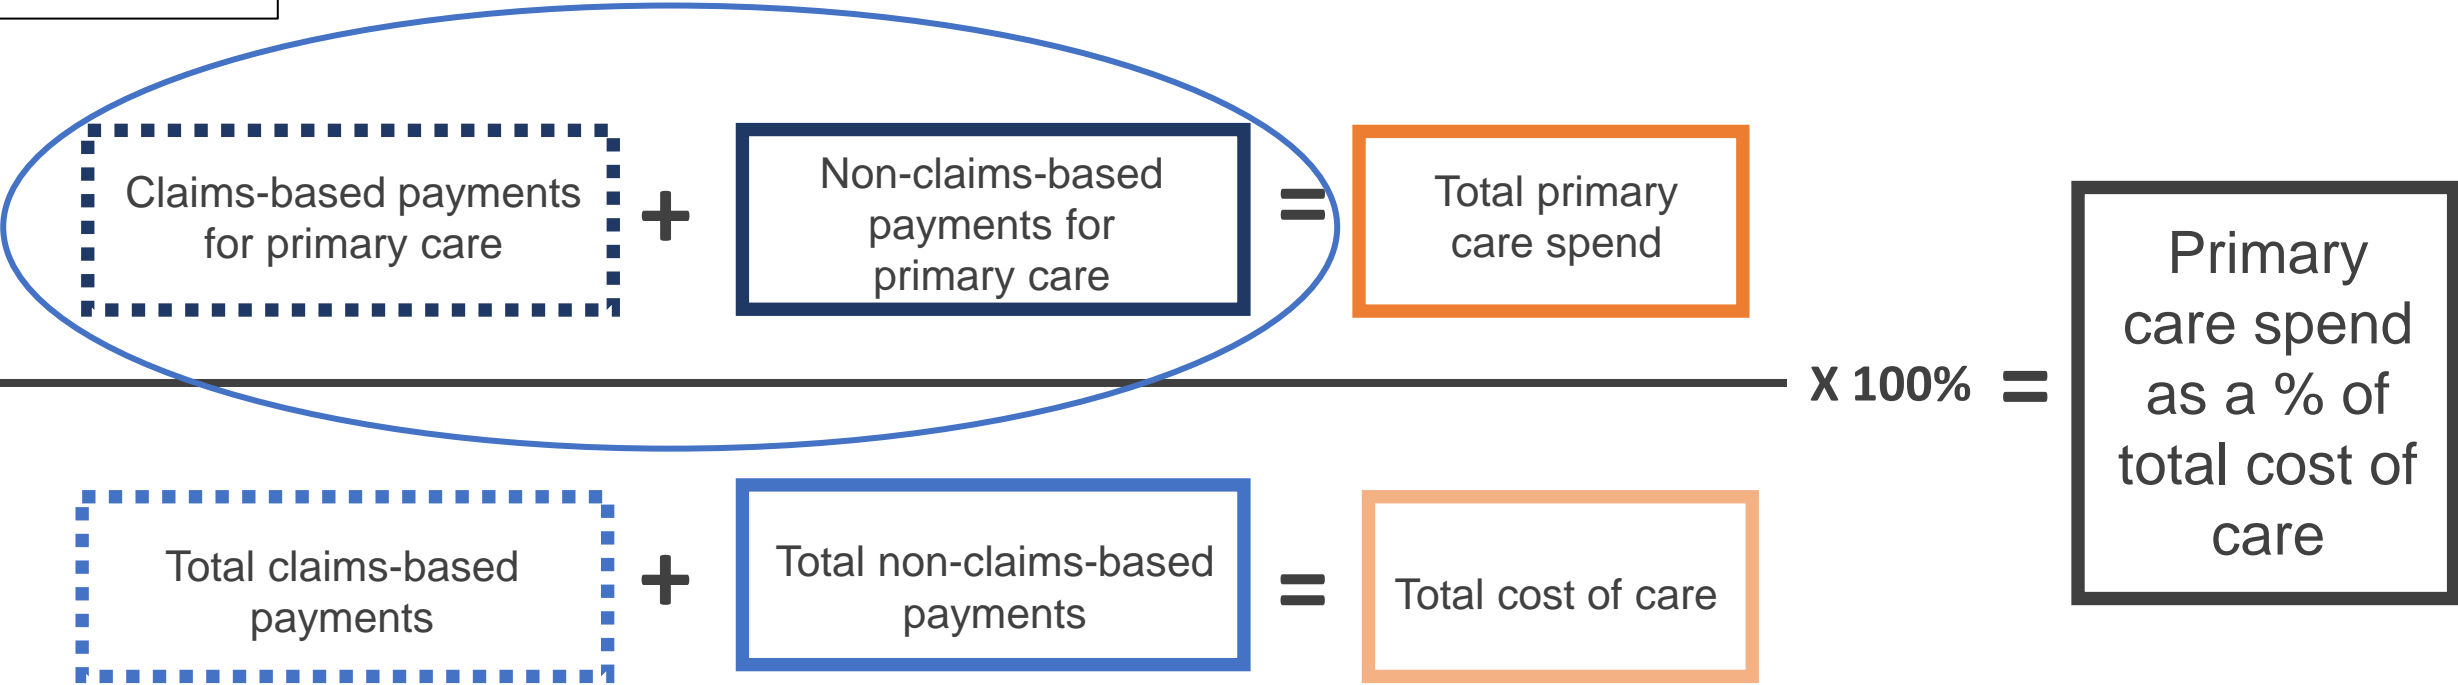 Claims-based payments
for primary care
+
Non-claims-based
payments for
primary care
=
Total primary
care spend
X 100% =
Primary
care spend
as a % of
total cost of
care
Total claims-based
payments
+
Total non-claims-based
payments
=
Total cost of care